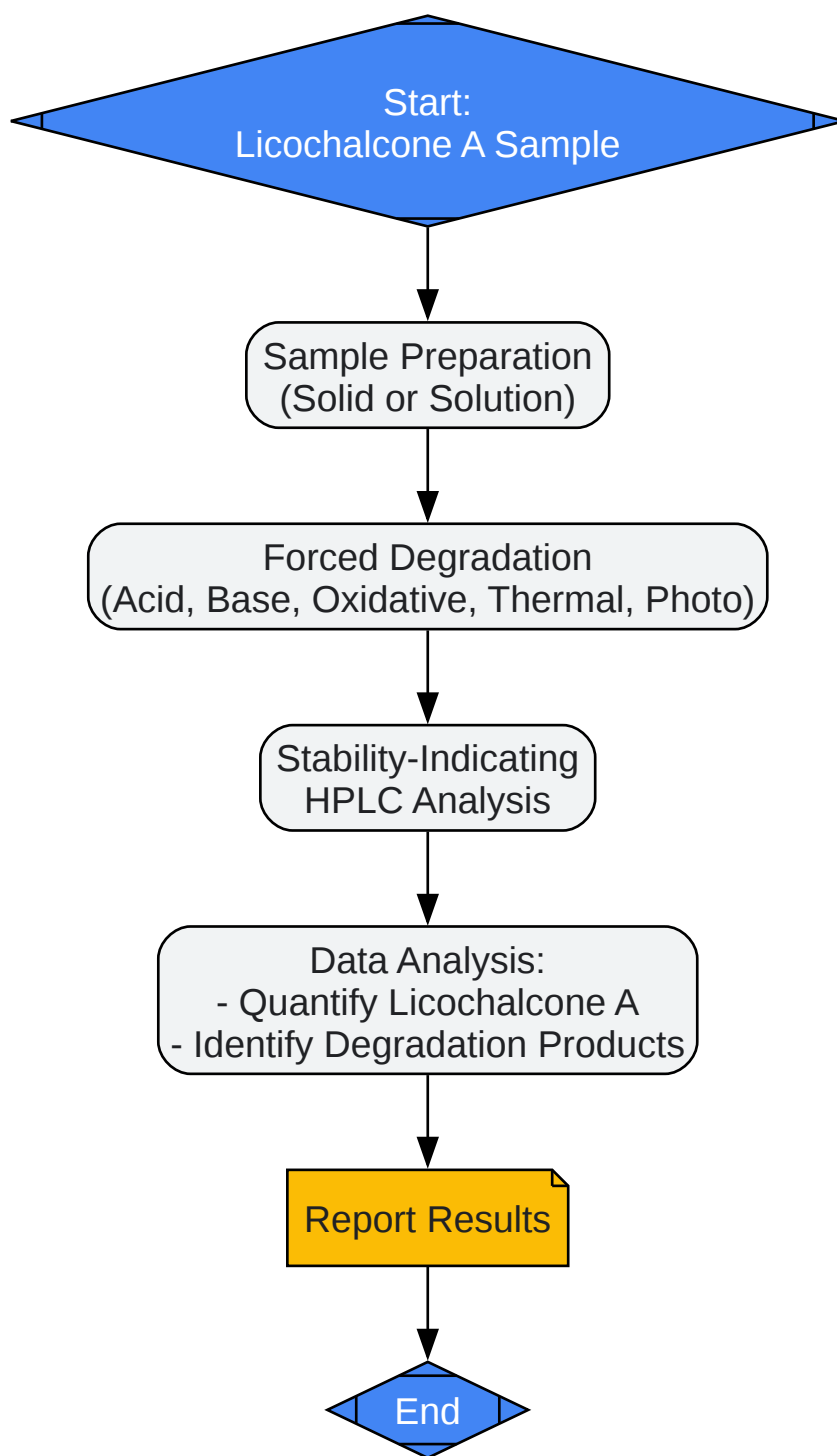 Start:
Licochalcone A Sample
Sample Preparation
(Solid or Solution)
Forced Degradation
(Acid, Base, Oxidative, Thermal, Photo)
Stability-Indicating
HPLC Analysis
Data Analysis:
- Quantify Licochalcone A
- Identify Degradation Products
Report Results
End